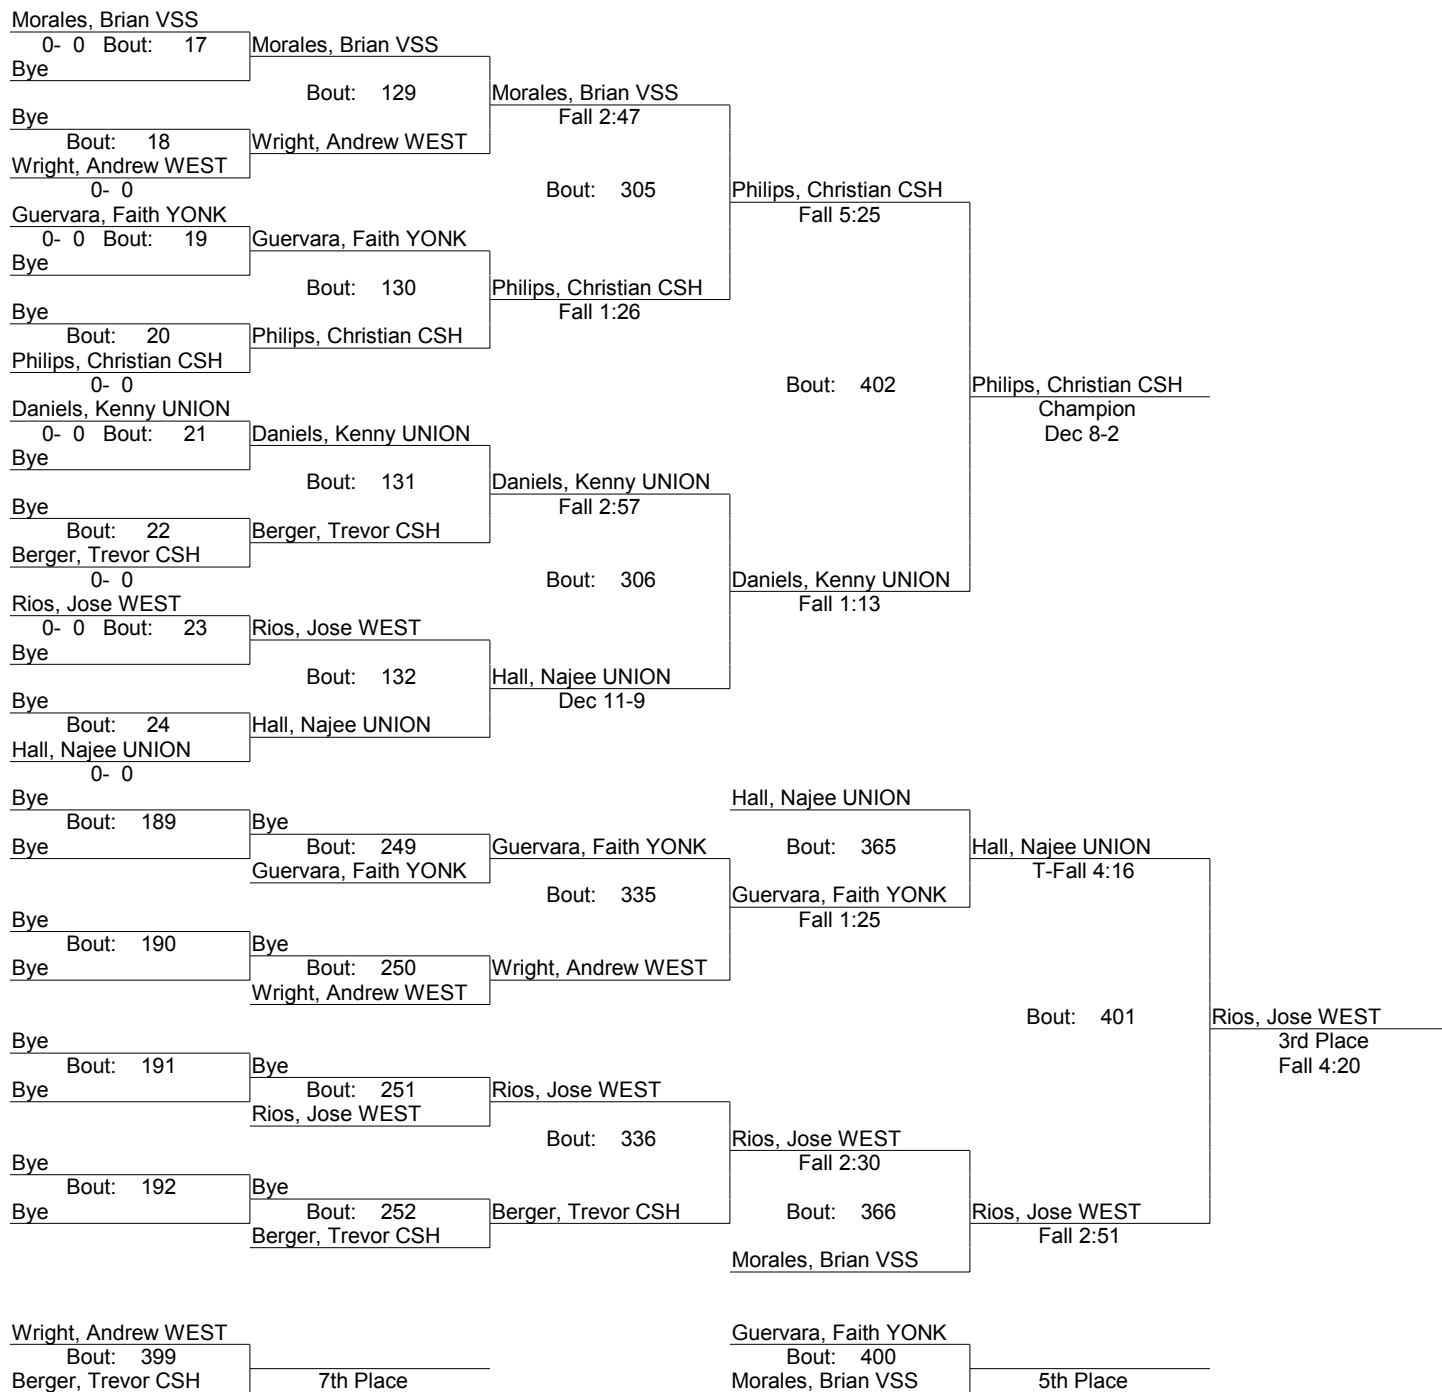 Morales, Brian VSS
0- 0 Bout: 17 Morales, Brian VSS
Bye
Bout: 129 Morales, Brian VSS
Bye Fall 2:47
Bout: 18 Wright, Andrew WEST
Wright, Andrew WEST
0- 0 Bout: 305 Philips, Christian CSH
Guervara, Faith YONK Fall 5:25
0- 0 Bout: 19 Guervara, Faith YONK
Bye
Bout: 130 Philips, Christian CSH
Bye Fall 1:26
Bout: 20 Philips, Christian CSH
Philips, Christian CSH
0- 0 Bout: 402 Philips, Christian CSH
Daniels, Kenny UNION Champion
0- 0 Bout: 21 Daniels, Kenny UNION Dec 8-2
Bye
Bout: 131 Daniels, Kenny UNION
Bye Fall 2:57
Bout: 22 Berger, Trevor CSH
Berger, Trevor CSH
0- 0 Bout: 306 Daniels, Kenny UNION
Rios, Jose WEST Fall 1:13
0- 0 Bout: 23 Rios, Jose WEST
Bye
Bout: 132 Hall, Najee UNION
Bye Dec 11-9
Bout: 24 Hall, Najee UNION
Hall, Najee UNION
0- 0
Bye Hall, Najee UNION
Bout: 189 Bye
Bye Bout: 249 Guervara, Faith YONK Bout: 365 Hall, Najee UNION
Guervara, Faith YONK T-Fall 4:16
Bout: 335 Guervara, Faith YONK
Bye Fall 1:25
Bout: 190 Bye
Bye Bout: 250 Wright, Andrew WEST
Wright, Andrew WEST
Bout: 401 Rios, Jose WEST
Bye 3rd Place
Bout: 191 Bye Fall 4:20
Bye Bout: 251 Rios, Jose WEST
Rios, Jose WEST
Bout: 336 Rios, Jose WEST
Bye Fall 2:30
Bout: 192 Bye
Bye Bout: 252 Berger, Trevor CSH Bout: 366 Rios, Jose WEST
Berger, Trevor CSH Fall 2:51
Morales, Brian VSS
Wright, Andrew WEST Guervara, Faith YONK
Bout: 399 Bout: 400
Berger, Trevor CSH 7th Place Morales, Brian VSS 5th Place